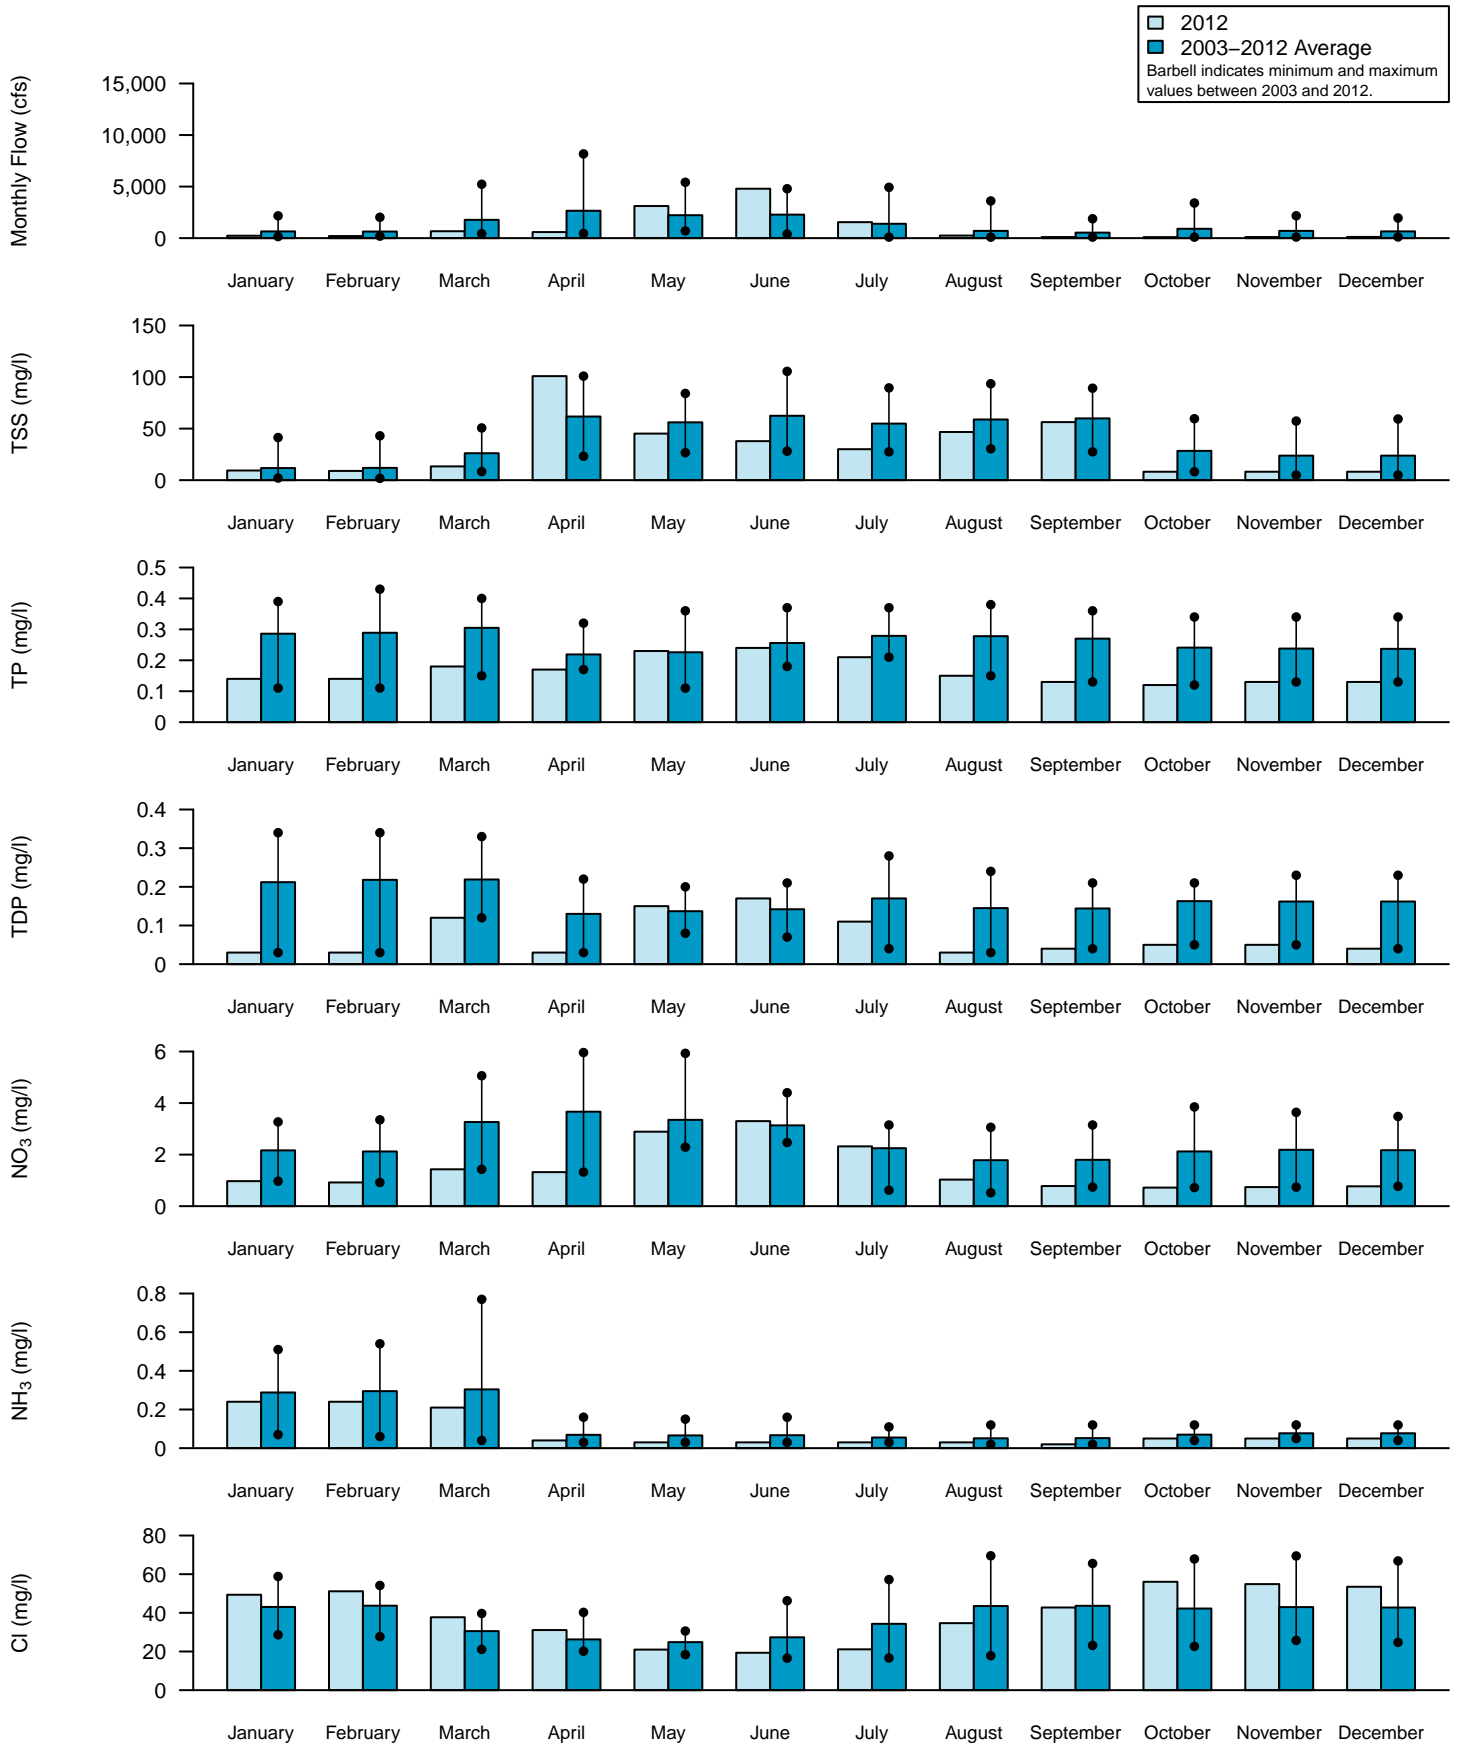 2012
2003–2012 Average
Barbell indicates minimum and maximum
values between 2003 and 2012.
Monthly Flow (cfs)
15,000
10,000
5,000
0
January February March April May June July August September October November December
TSS (mg/l)
150
100
50
0
January February March April May June July August September October November December
TP (mg/l)
0.5
0.4
0.3
0.2
0.1
0
January February March April May June July August September October November December
TDP (mg/l)
0.4
0.3
0.2
0.1
0
January February March April May June July August September October November December
NO₃ (mg/l)
6
4
2
0
January February March April May June July August September October November December
NH₃ (mg/l)
0.8
0.6
0.4
0.2
0
January February March April May June July August September October November December
Cl (mg/l)
80
60
40
20
0
January February March April May June July August September October November December